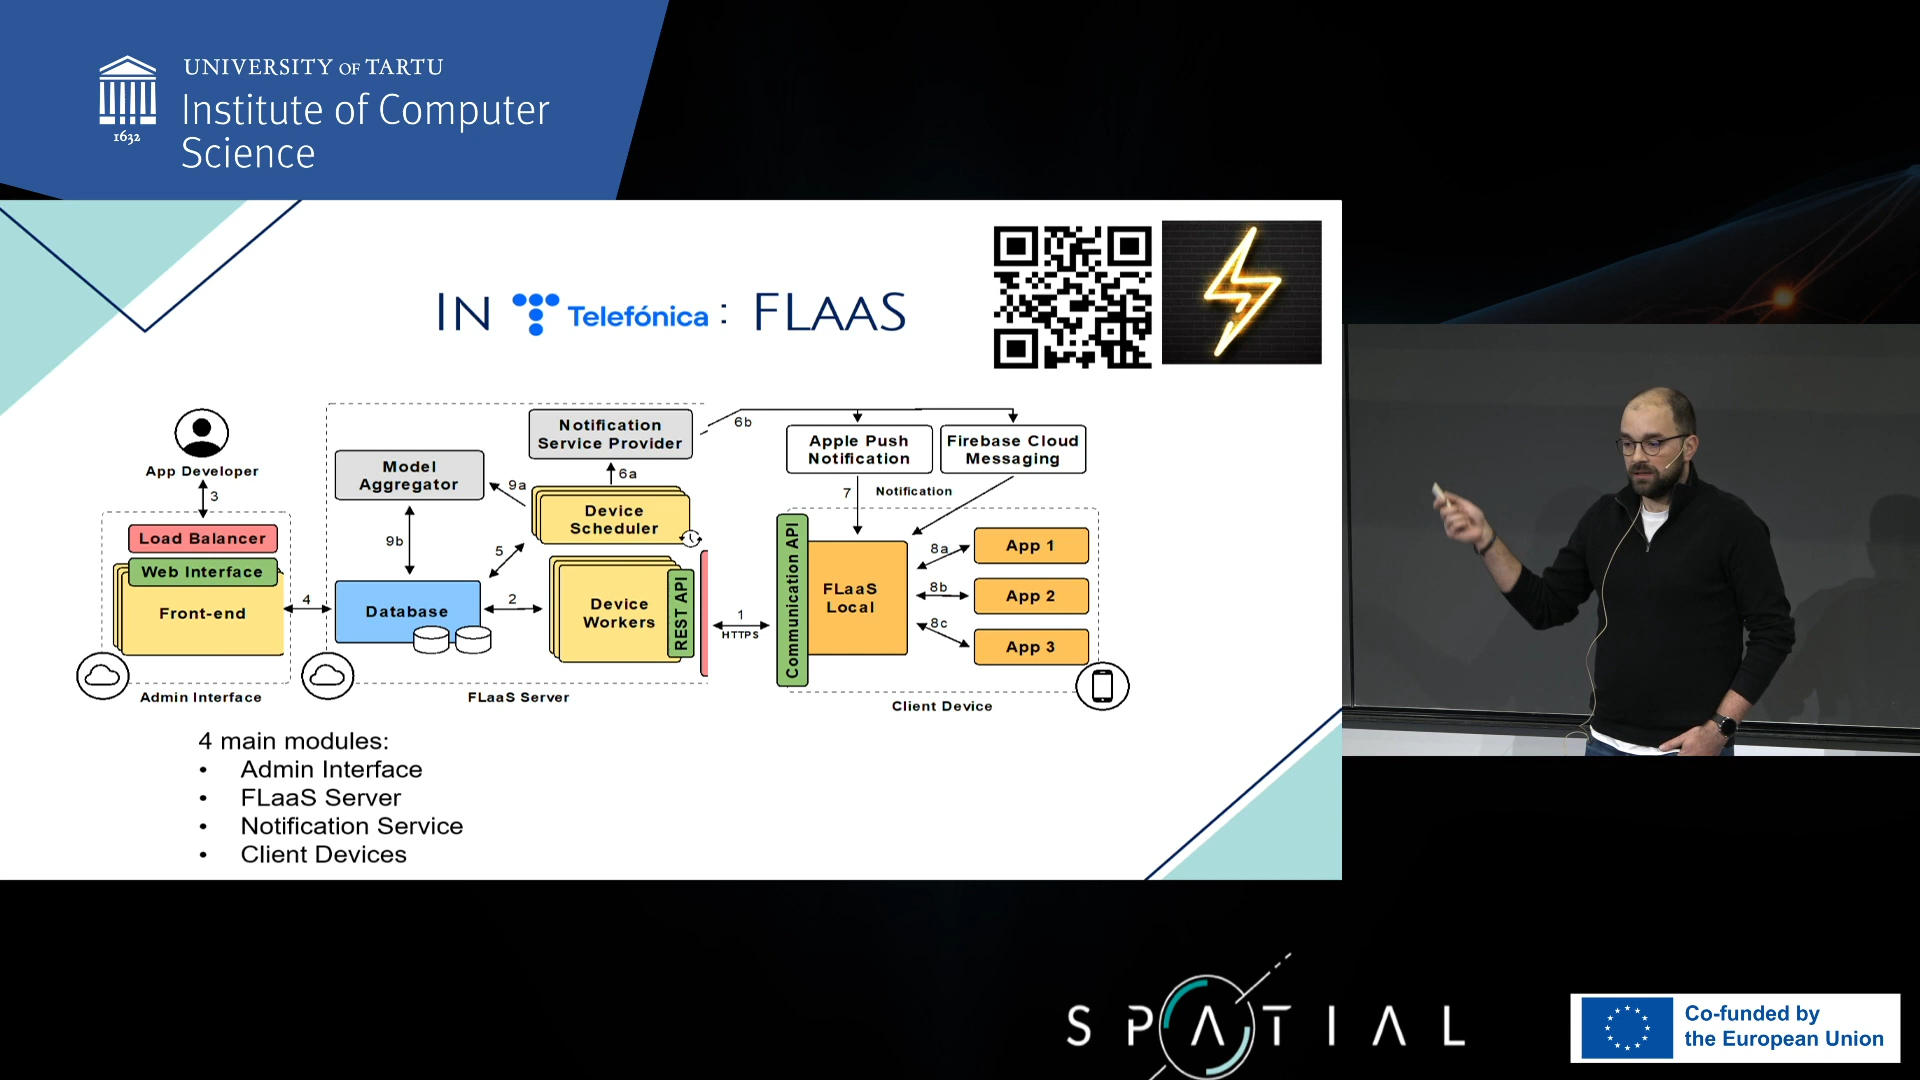 UNIVERSITY OF TARTU
Institute of Computer
Science
1632
IN Telefónica : FLAAS
App Developer
3
Load Balancer
Web Interface
Front-end
Admin Interface
4
Model
Aggregator
9a
9b
5
Database
2
Notification
Service Provider
6a
6b
Device
Scheduler
Device
Workers
REST API
FLaaS Server
1
HTTPS
Apple Push
Notification
Firebase Cloud
Messaging
7
Notification
Communication API
FLaaS
Local
8a
8b
8c
App 1
App 2
App 3
Client Device
4 main modules:
• Admin Interface
• FLaaS Server
• Notification Service
• Client Devices
SPATIAL
Co-funded by
the European Union